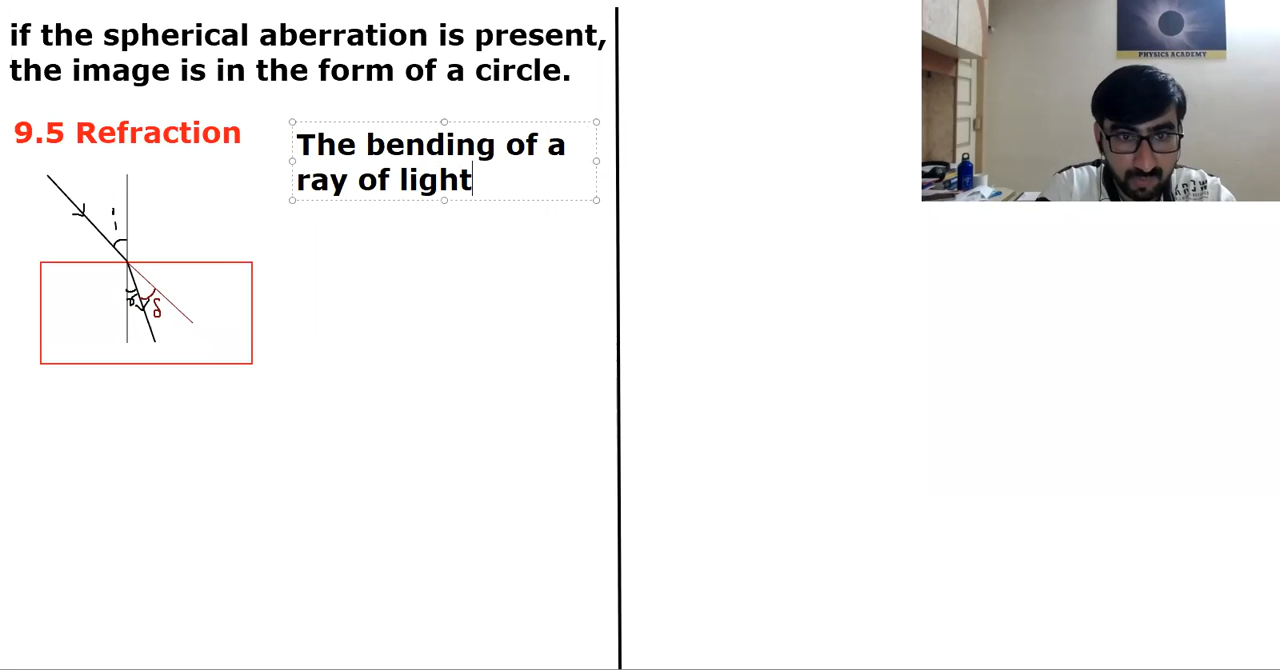 if the spherical aberration is present,
the image is in the form of a circle.
9.5 Refraction
The bending of a
ray of light
i
r
δ
PHYSICS ACADEMY